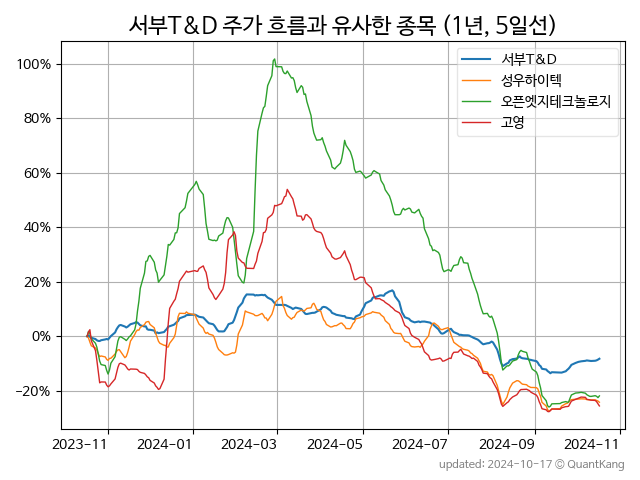 서부T&D 주가 흐름과 유사한 종목 (1년, 5일선)
서부T&D
성우하이텍
오픈엣지테크놀로지
고영
100%
80%
60%
40%
20%
0%
−20%
2023-11 2024-01 2024-03 2024-05 2024-07 2024-09 2024-11
updated: 2024-10-17 © QuantKang